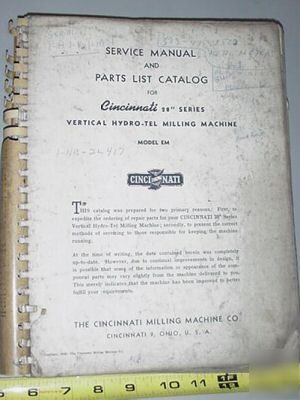 SERVICE MANUAL
AND
PARTS LIST CATALOG
FOR
Cincinnati 28" SERIES
VERTICAL HYDRO-TEL MILLING MACHINE
MODEL EM
CINCINNATI
THIS catalog was prepared for two primary reasons; First, to
expedite the ordering of repair parts for your CINCINNATI 28" Series
Vertical Hydro-Tel Milling Machine; secondly, to present the correct
methods of servicing to those responsible for keeping the machine
running.
At the time of writing, the data contained herein was completely
up-to-date. However, due to continual improvements in design, it
is possible that some of the information or appearance of the com-
ponent parts may vary slightly from the machine delivered to you.
This merely indicates that the machine has been improved to better
fulfill your requirements.
THE CINCINNATI MILLING MACHINE CO.
CINCINNATI 9, OHIO, U. S. A.
5 6 7 8 9 10 11